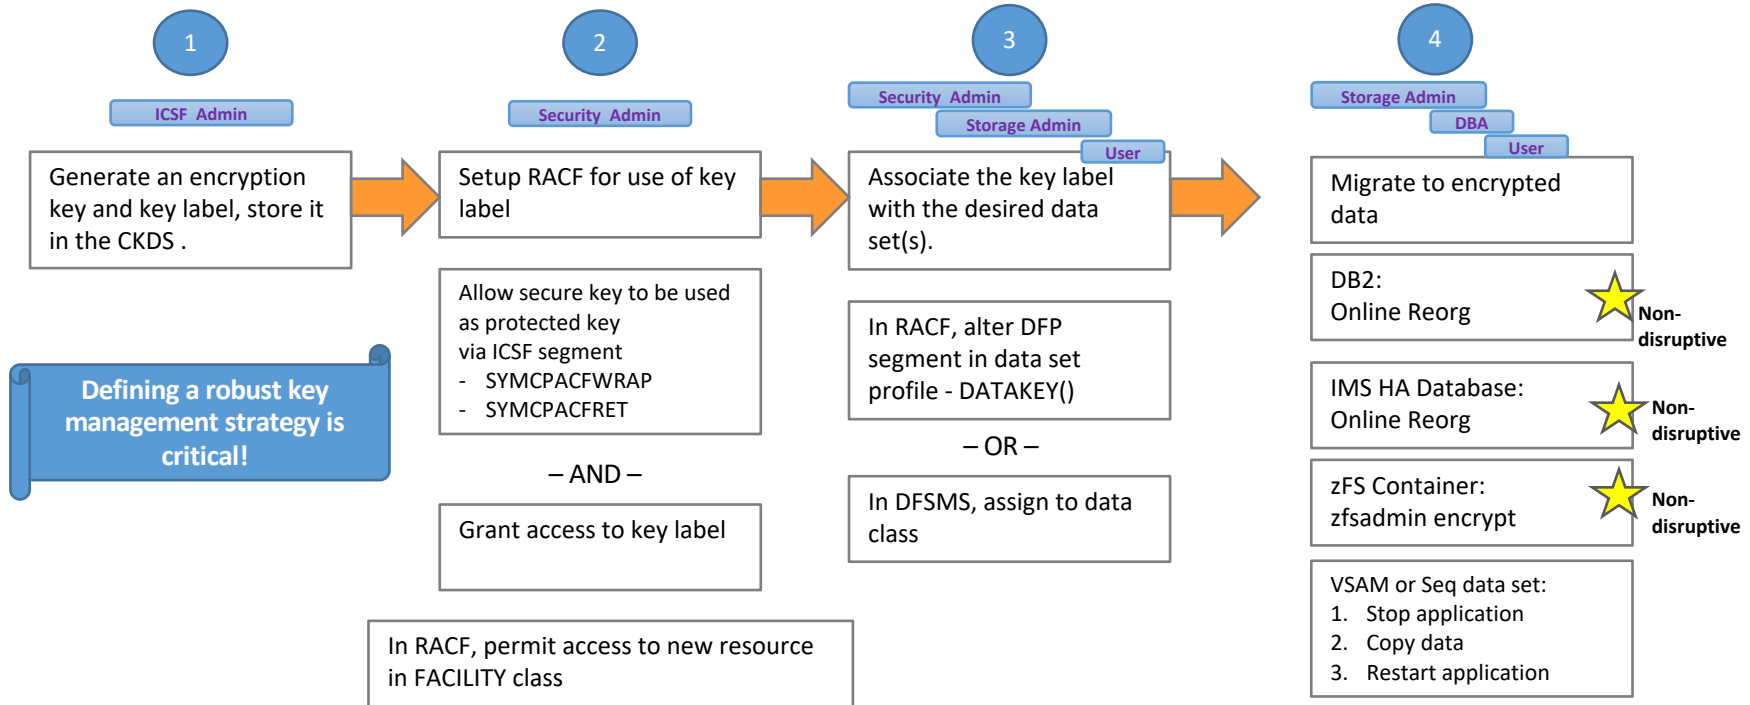 1
ICSF Admin
Generate an encryption
key and key label, store it
in the CKDS .
Defining a robust key
management strategy is
critical!
2
Security Admin
Setup RACF for use of key
label
Allow secure key to be used
as protected key
via ICSF segment
- SYMCPACFWRAP
- SYMCPACFRET
– AND –
Grant access to key label
In RACF, permit access to new resource
in FACILITY class
3
Security Admin
Storage Admin
User
Associate the key label
with the desired data
set(s).
In RACF, alter DFP
segment in data set
profile - DATAKEY()
– OR –
In DFSMS, assign to data
class
4
Storage Admin
DBA
User
Migrate to encrypted
data
DB2:
Online Reorg
Non-
disruptive
IMS HA Database:
Online Reorg
Non-
disruptive
zFS Container:
zfsadmin encrypt
Non-
disruptive
VSAM or Seq data set:
1. Stop application
2. Copy data
3. Restart application